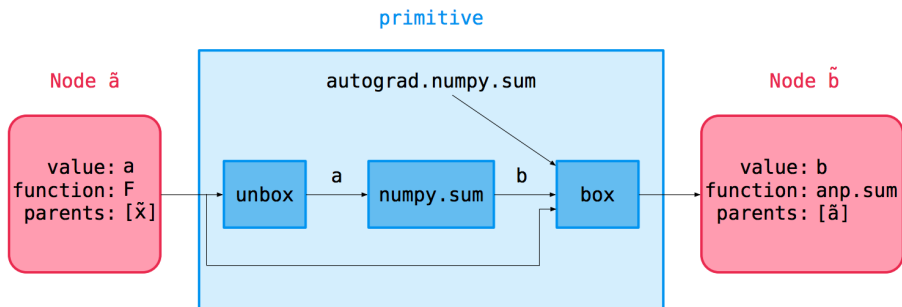 primitive
Node ã
autograd.numpy.sum
Node b̃
value: a
function: F
parents: [x̃]
unbox
a
numpy.sum
b
box
value: b
function: anp.sum
parents: [ã]